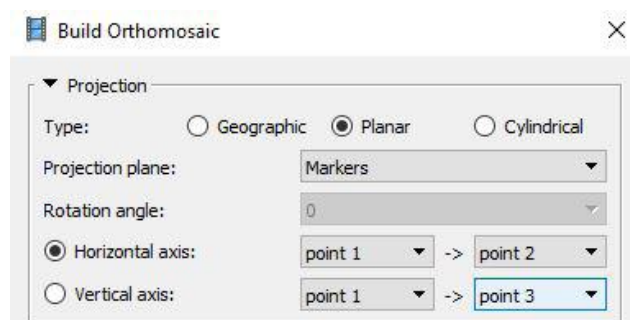 Build Orthomosaic
Projection
Type: Geographic Planar Cylindrical
Projection plane: Markers
Rotation angle: 0
Horizontal axis: point 1 -> point 2
Vertical axis: point 1 -> point 3